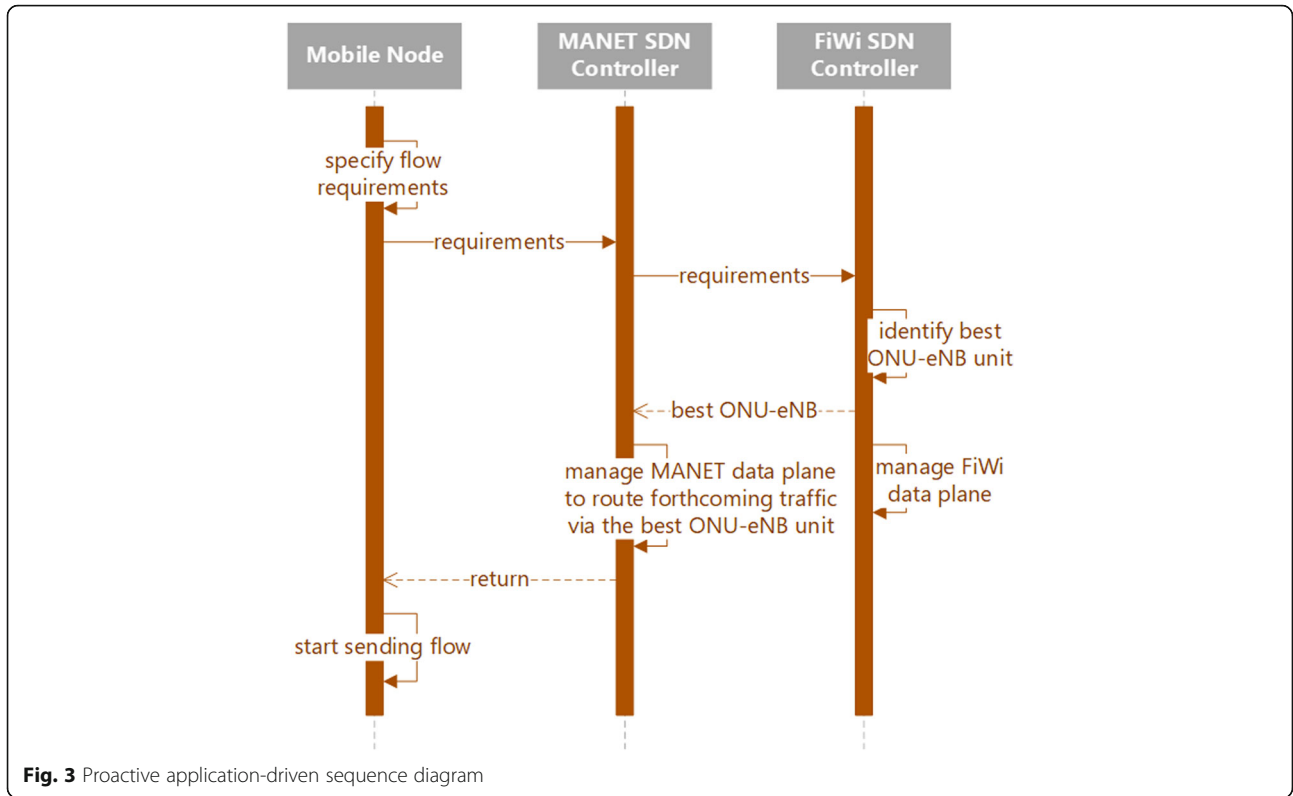 Mobile Node
MANET SDN
Controller
FiWi SDN
Controller
specify flow
requirements
requirements
requirements
identify best
ONU-eNB unit
best ONU-eNB
manage MANET data plane
to route forthcoming traffic
via the best ONU-eNB unit
manage FiWi
data plane
return
start sending flow
Fig. 3 Proactive application-driven sequence diagram